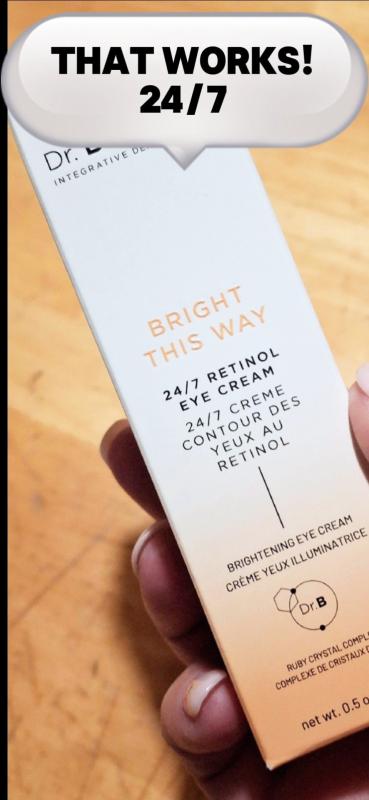 THAT WORKS!
24/7
Dr.
INTEGRATIVE
BRIGHT
THIS WAY
24/7 RETINOL
EYE CREAM
24/7 CREME
CONTOUR DES
YEUX AU
RETINOL
BRIGHTENING EYE CREAM
CRÈME YEUX ILLUMINATRICE
Dr.B
RUBY CRYSTAL
COMPLEXE DE CRISTAUX
net wt. 0.5